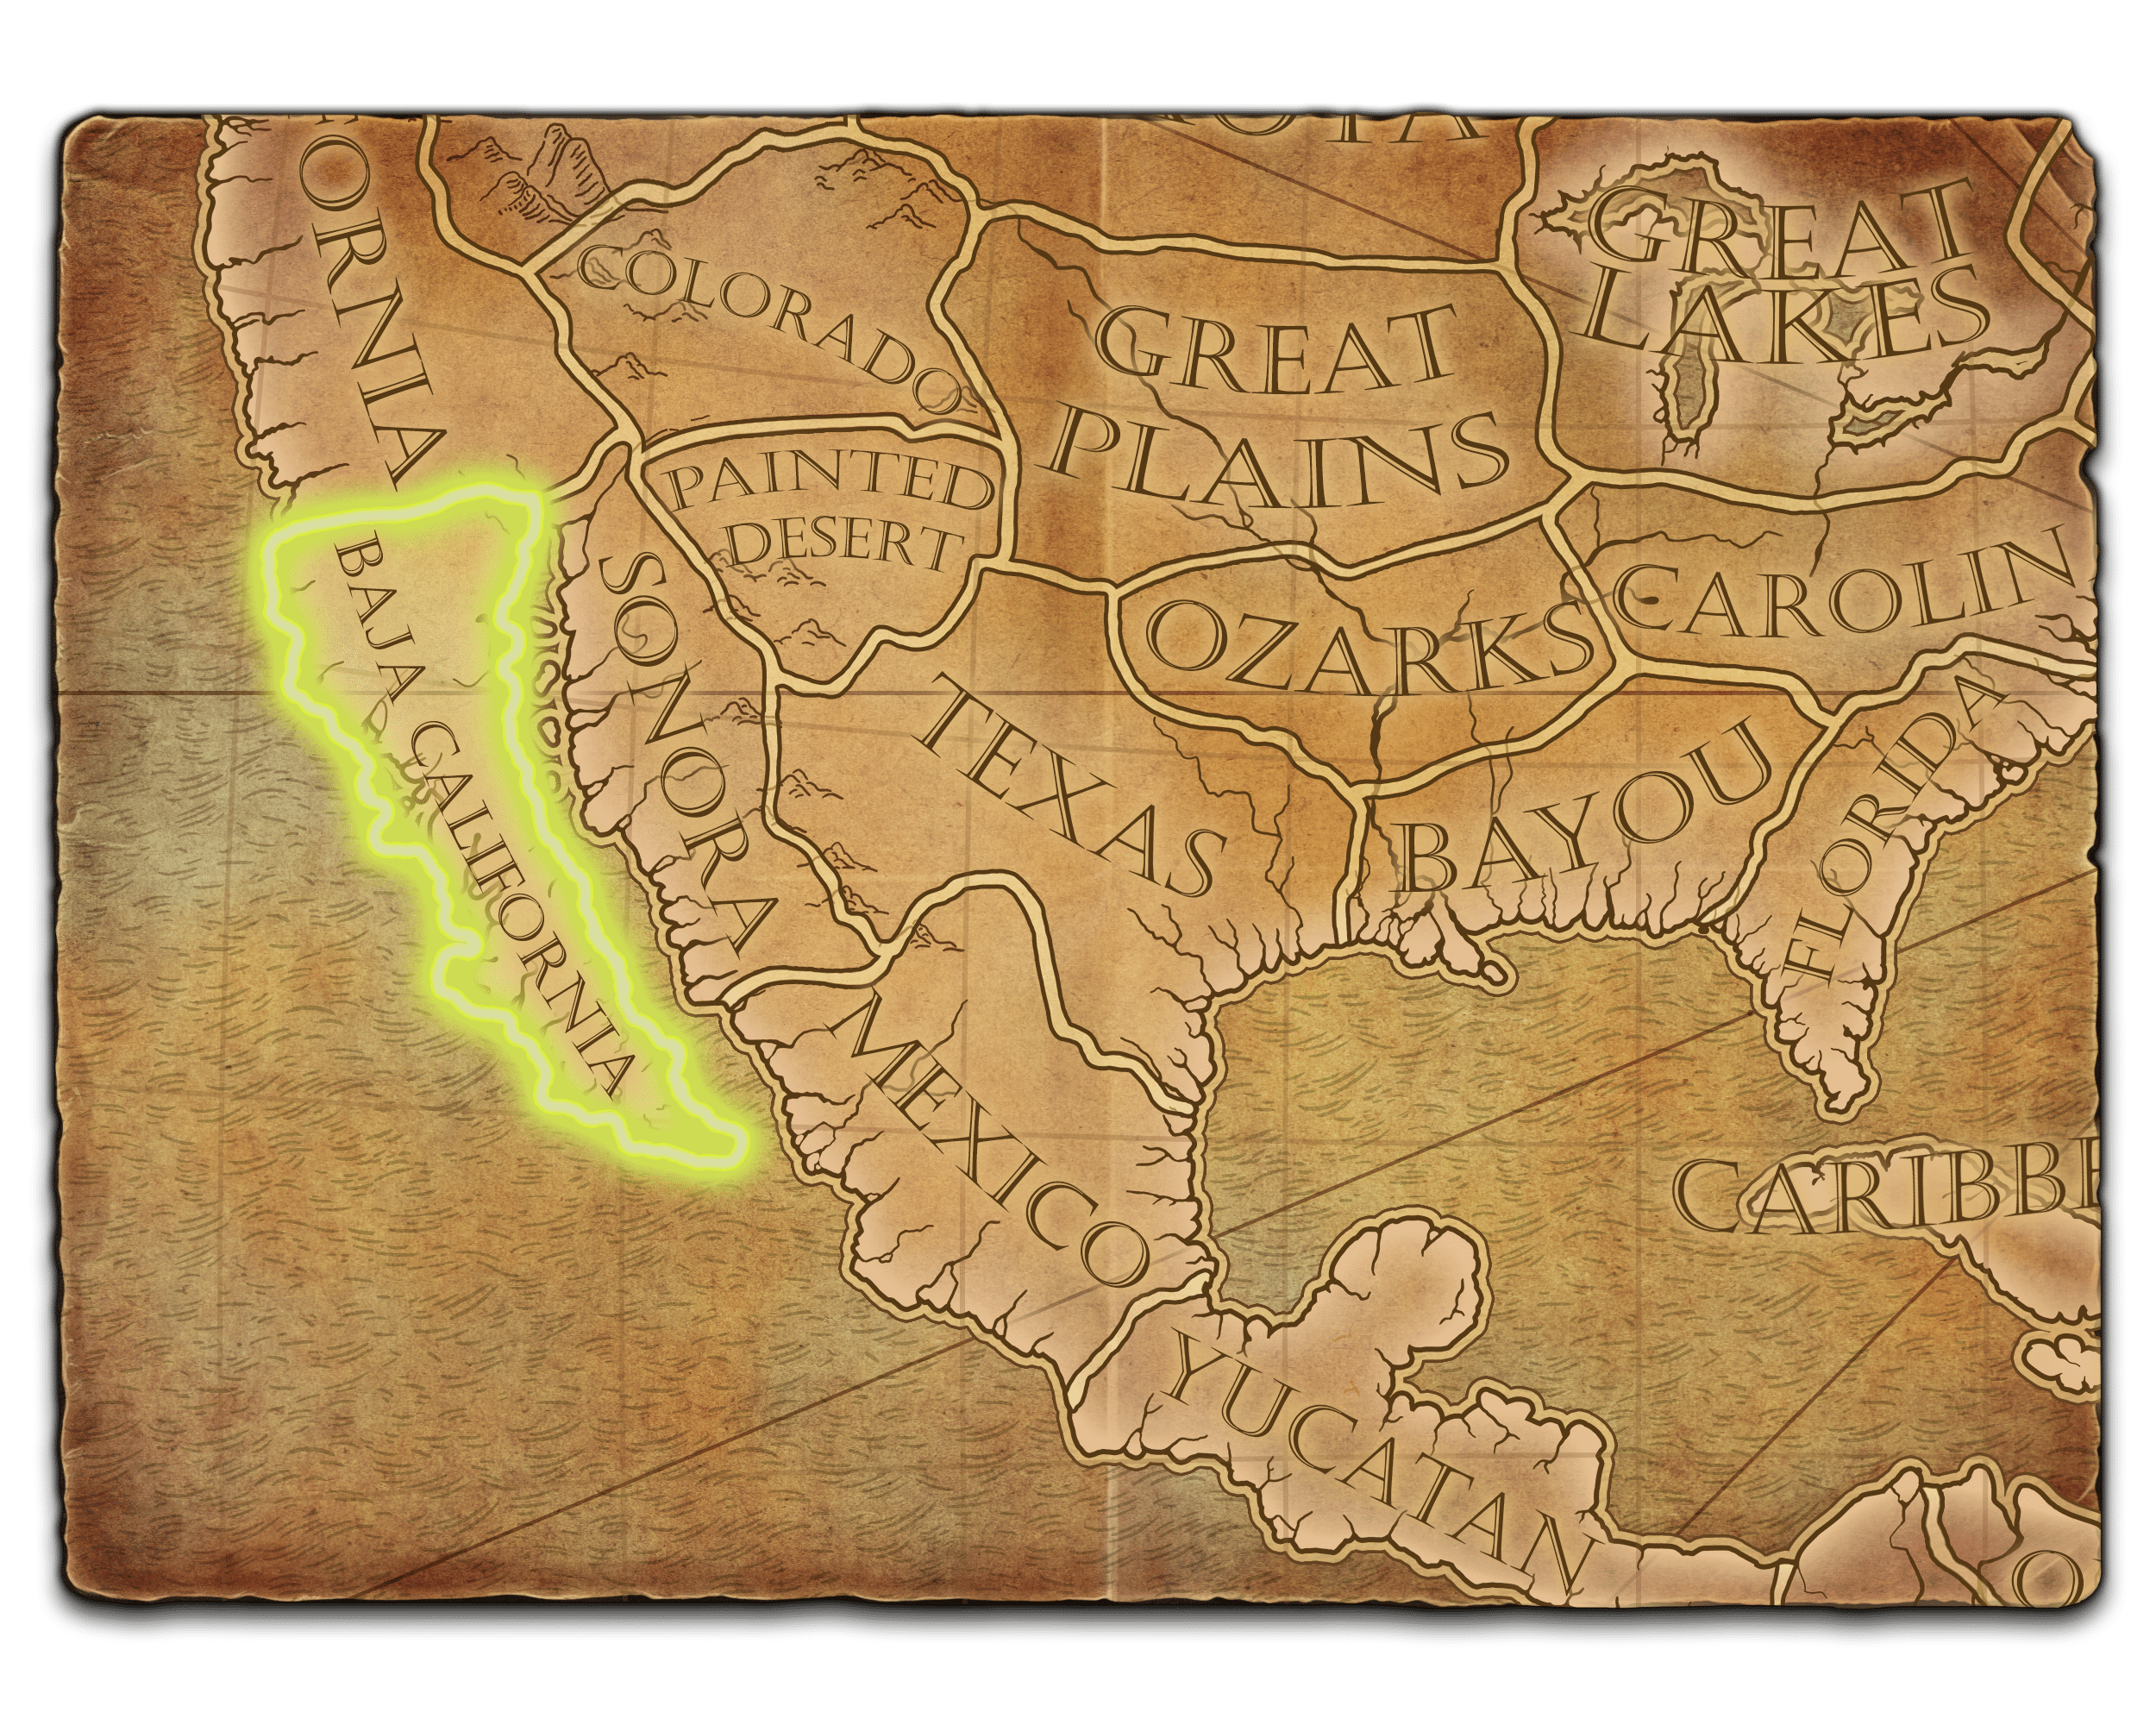 ORNIA
COLORADO
GREAT
LAKES
GREAT
PLAINS
PAINTED
DESERT
BAJA CALIFORNIA
SONORA
OZARKS
CAROLIN
TEXAS
BAYOU
FLORIDA
MEXICO
CARIBBE
YUCATAN
O